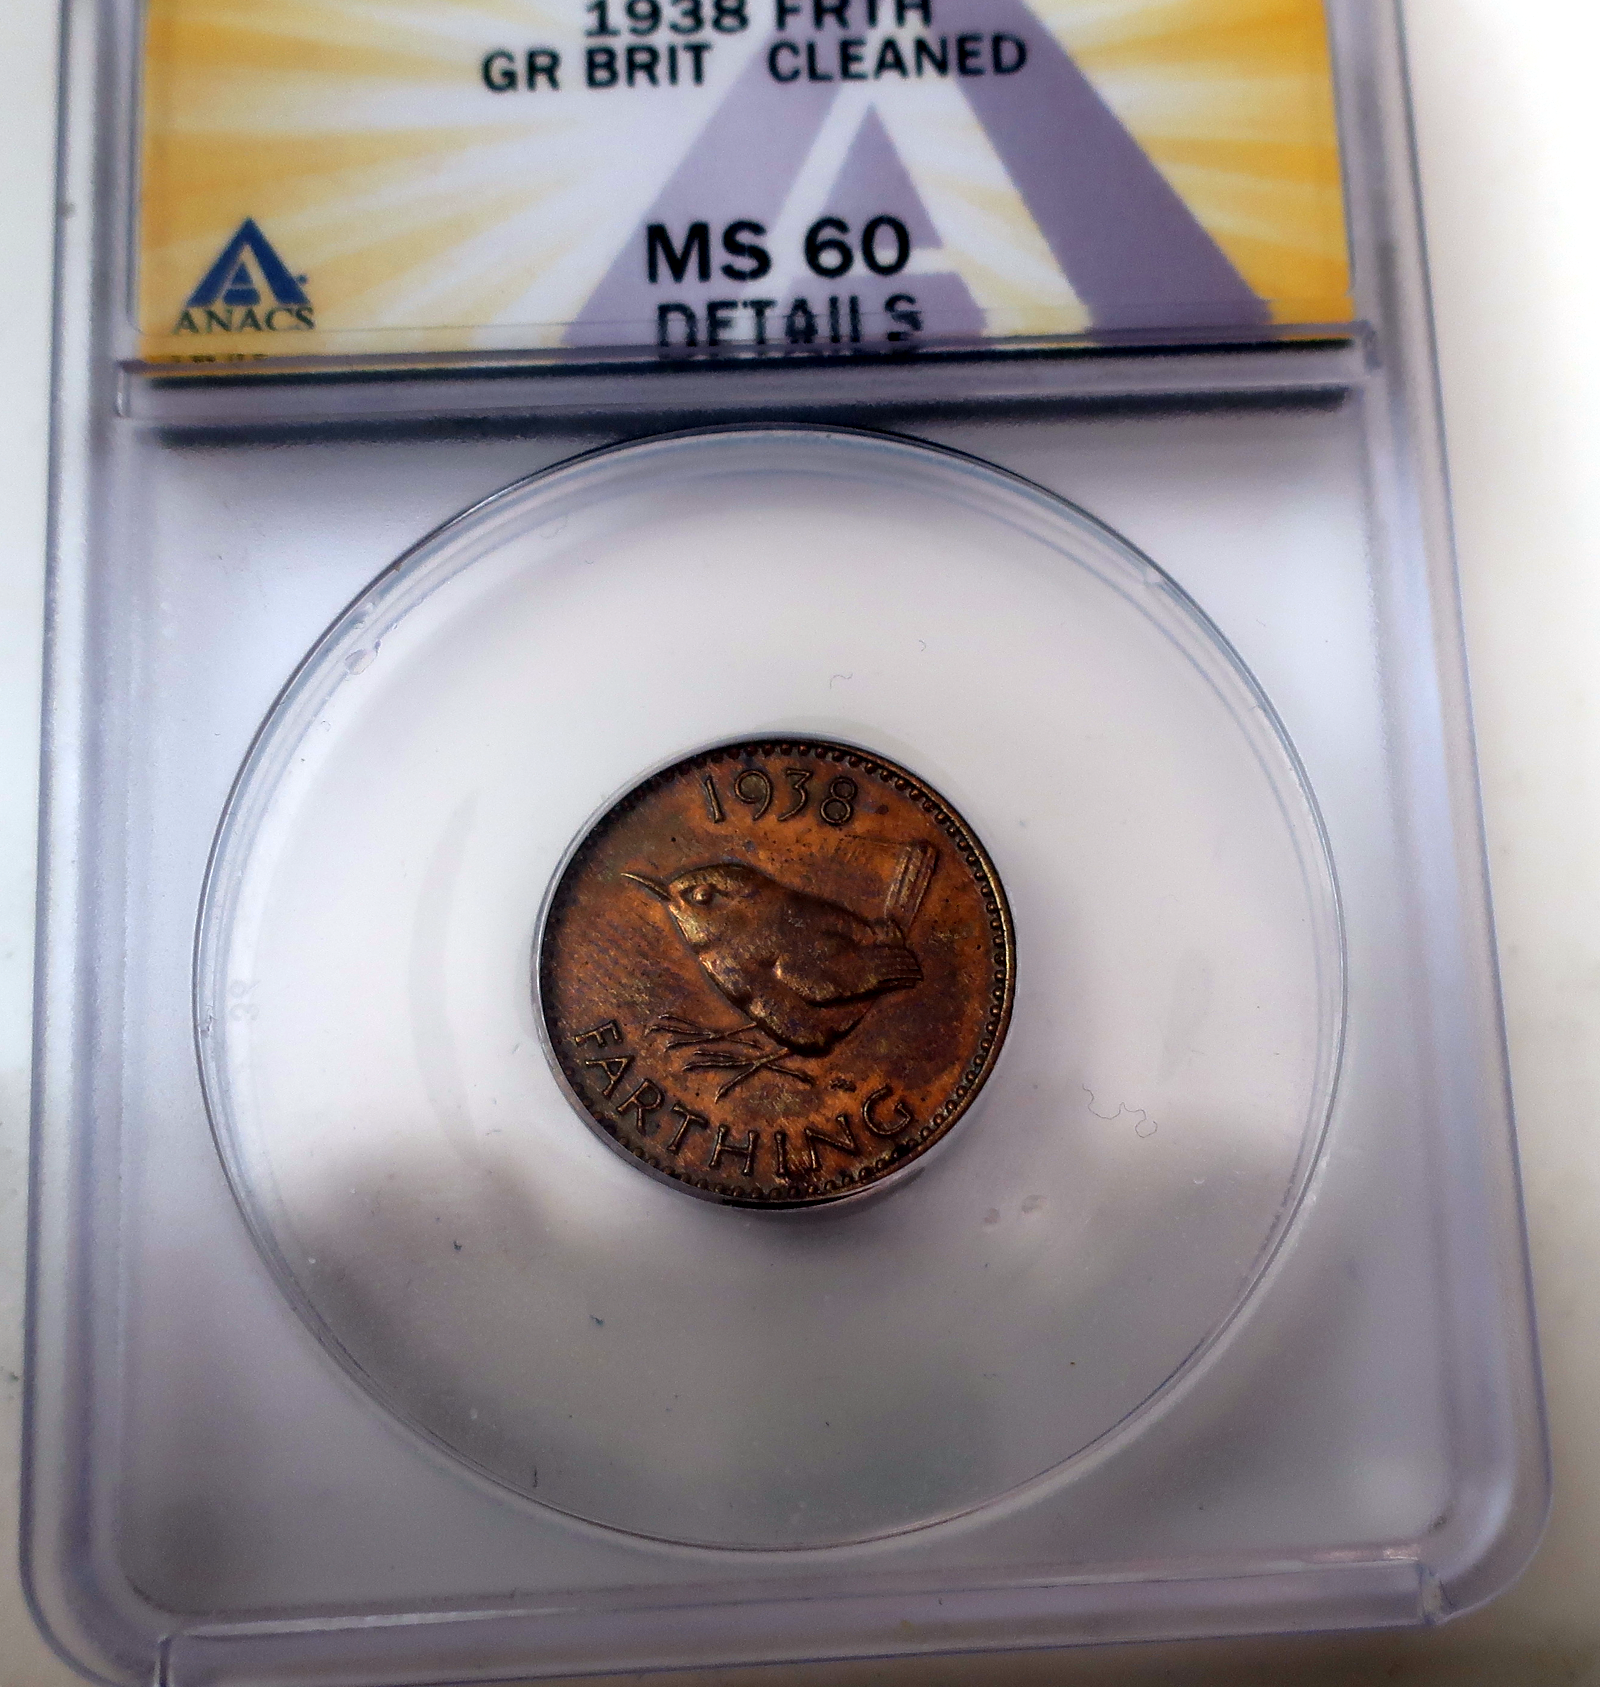 1938 FRTH
GR BRIT CLEANED
MS 60
DETAILS
ANACS
1938
FARTHING